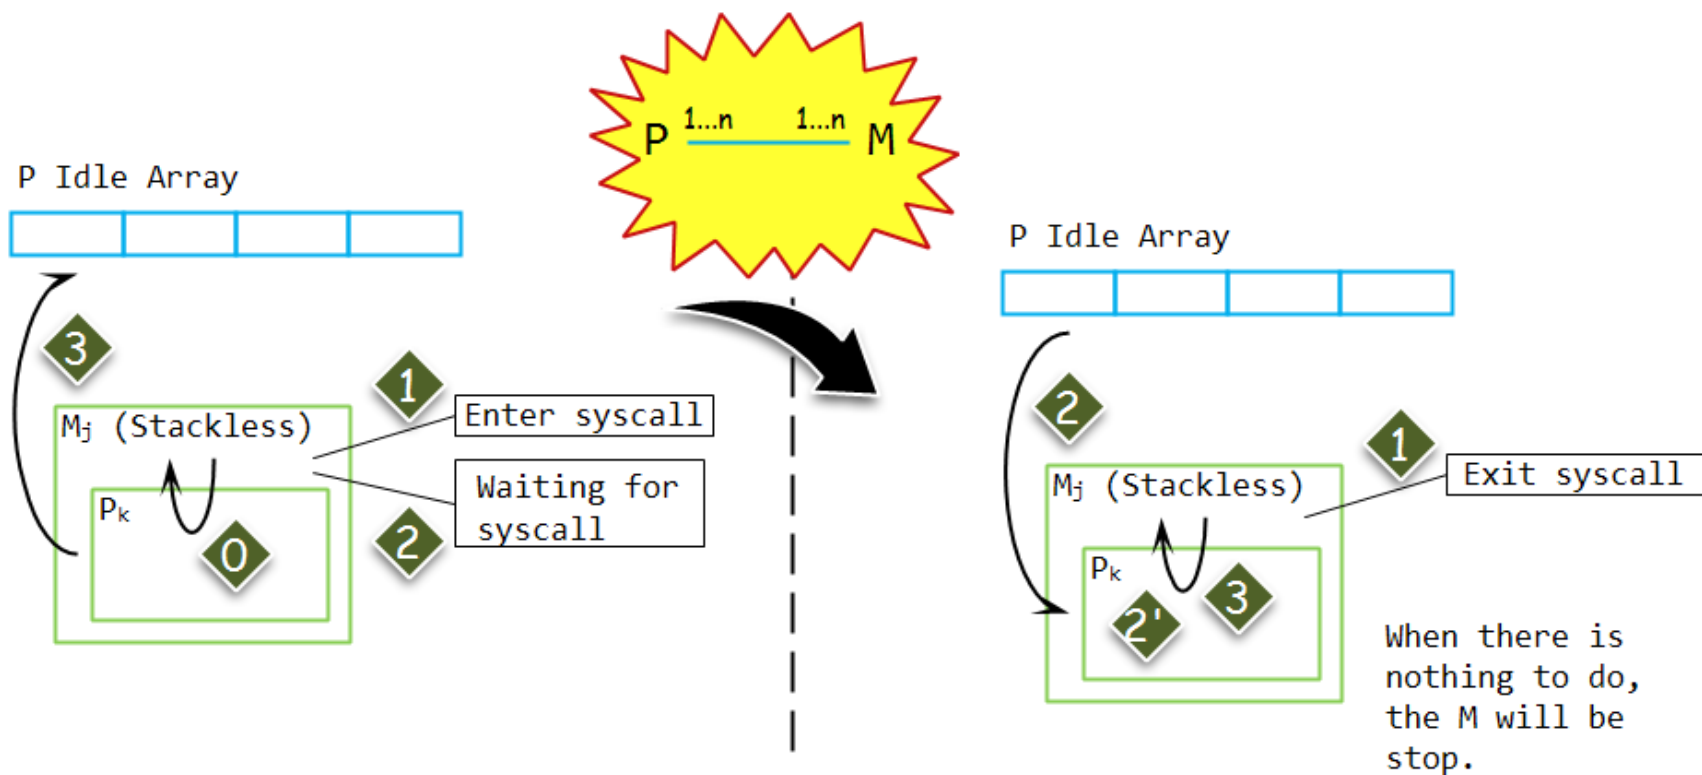 P 1...n 1...n M
P Idle Array
3
1
Enter syscall
Mj (Stackless)
Waiting for
syscall
Pk
0
2
P Idle Array
2
1
Exit syscall
Mj (Stackless)
Pk
2'
3
When there is
nothing to do,
the M will be
stop.